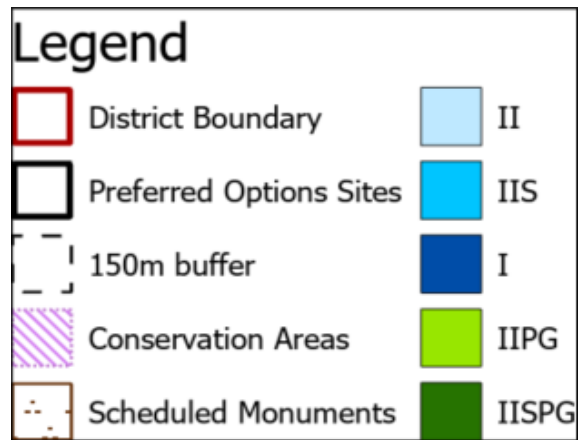 Legend
District Boundary
Preferred Options Sites
150m buffer
Conservation Areas
Scheduled Monuments
II
IIS
I
IIPG
IISPG